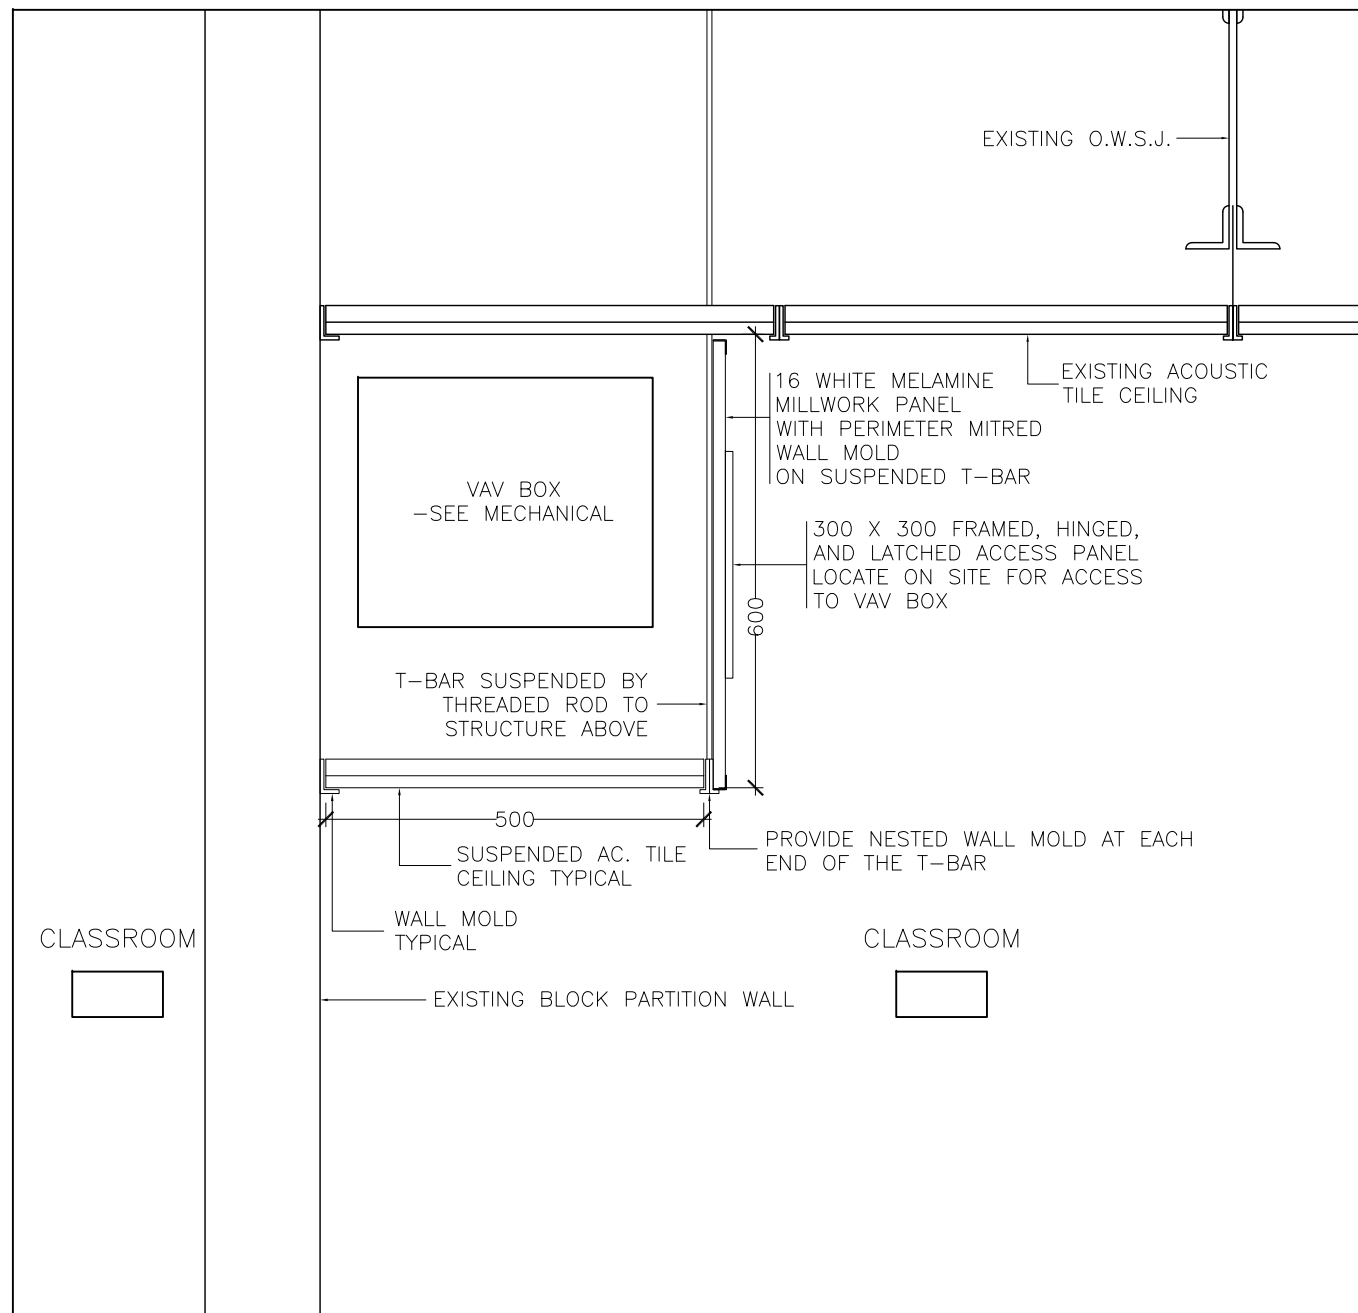 EXISTING O.W.S.J.
EXISTING ACOUSTIC
TILE CEILING
16 WHITE MELAMINE
MILLWORK PANEL
WITH PERIMETER MITRED
WALL MOLD
ON SUSPENDED T-BAR
VAV BOX
-SEE MECHANICAL
300 X 300 FRAMED, HINGED,
AND LATCHED ACCESS PANEL
LOCATE ON SITE FOR ACCESS
TO VAV BOX
600
T-BAR SUSPENDED BY
THREADED ROD TO
STRUCTURE ABOVE
500
PROVIDE NESTED WALL MOLD AT EACH
END OF THE T-BAR
SUSPENDED AC. TILE
CEILING TYPICAL
WALL MOLD
TYPICAL
CLASSROOM
CLASSROOM
EXISTING BLOCK PARTITION WALL